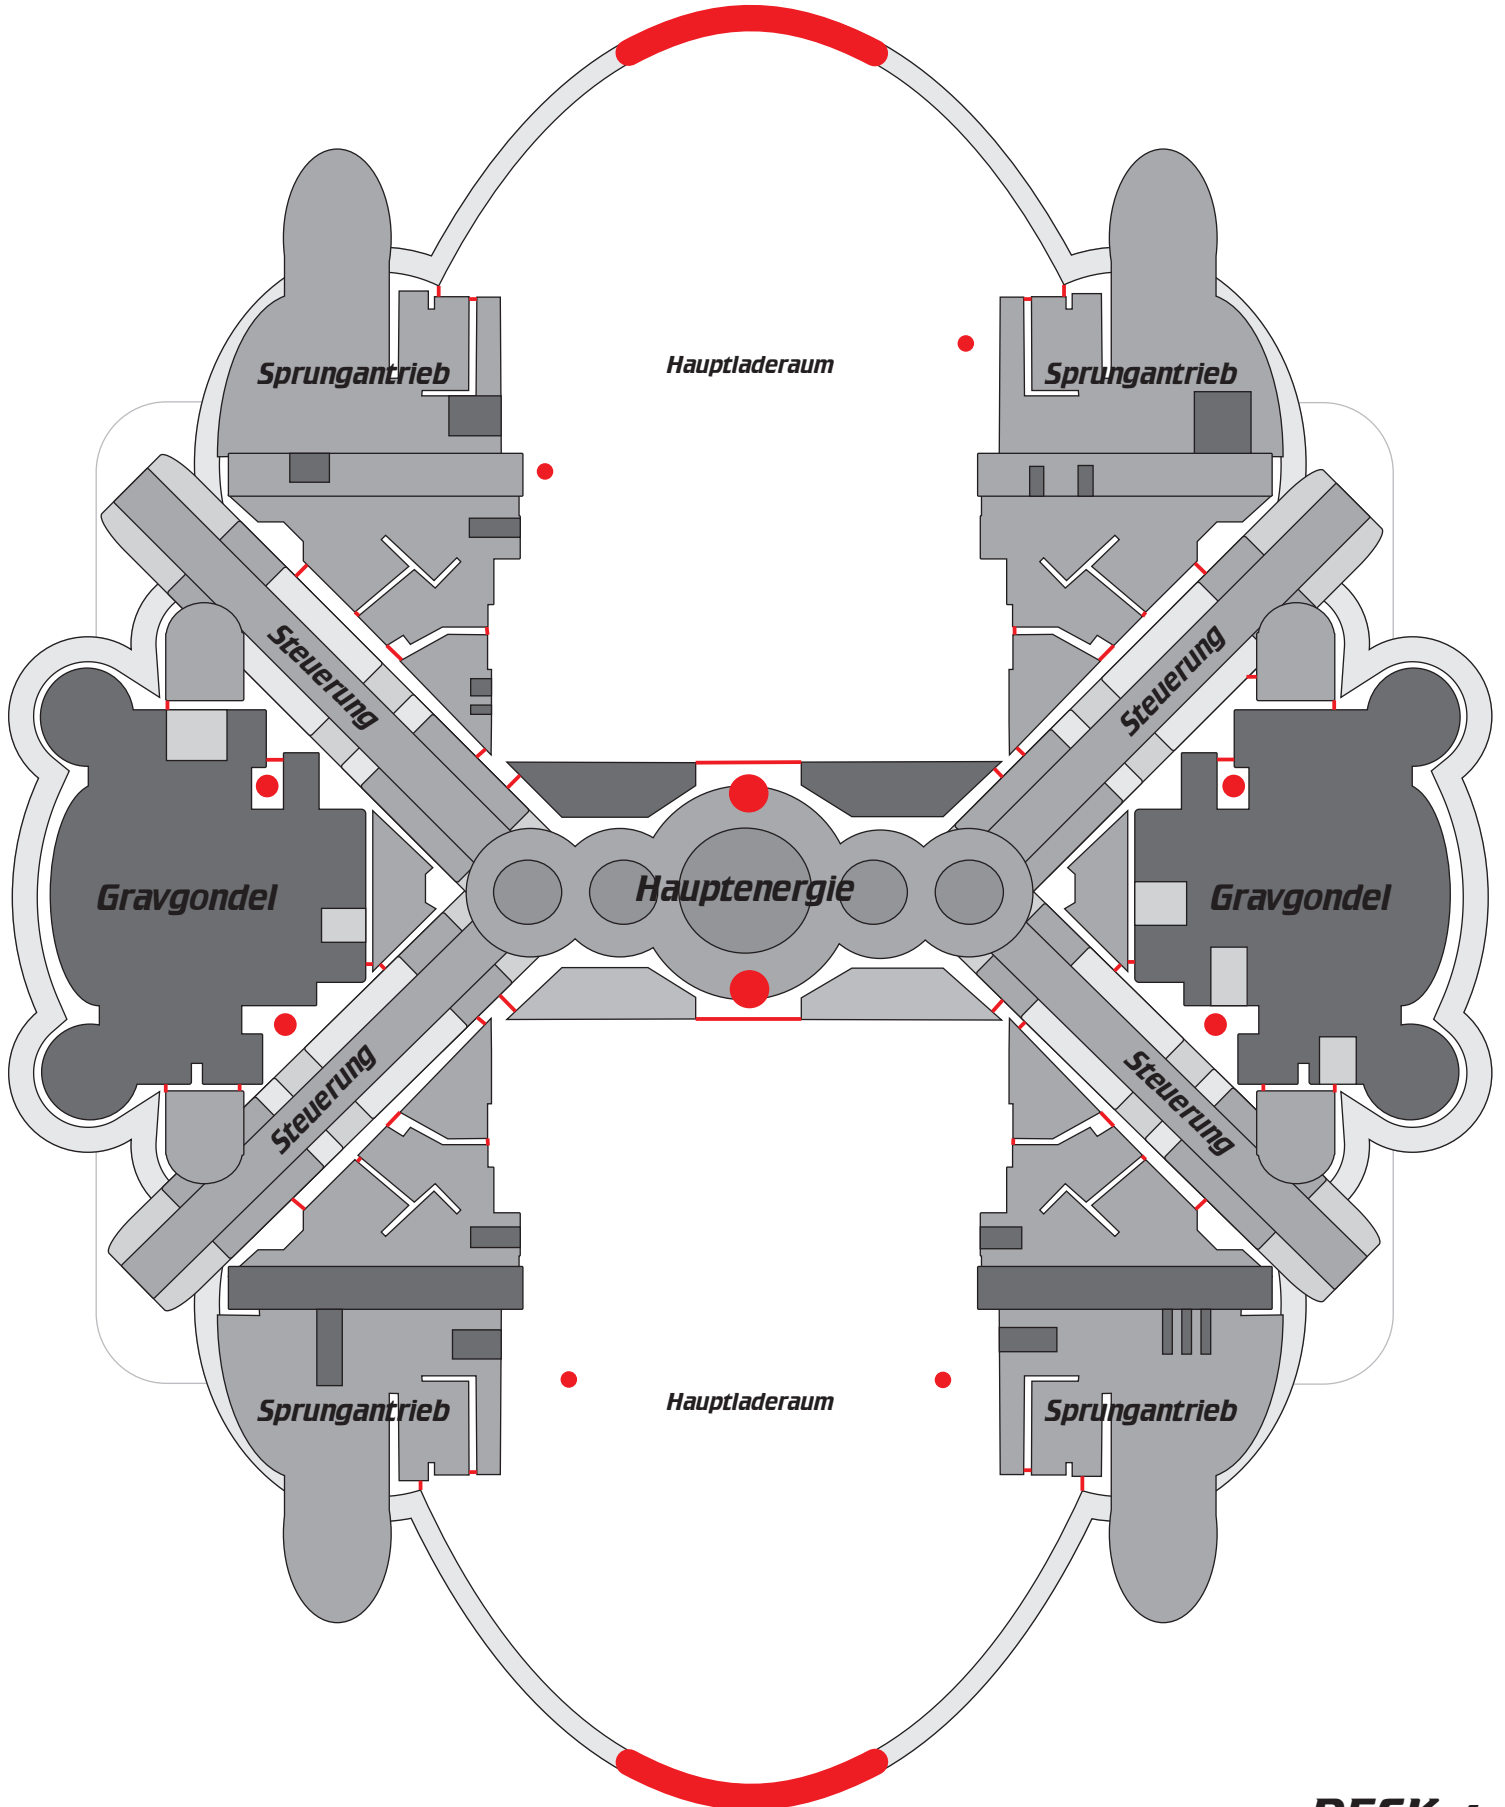 Sprungantrieb
Hauptladeraum
Sprungantrieb
Steuerung
Steuerung
Gravgondel
Hauptenergie
Gravgondel
Steuerung
Steuerung
Sprungantrieb
Hauptladeraum
Sprungantrieb